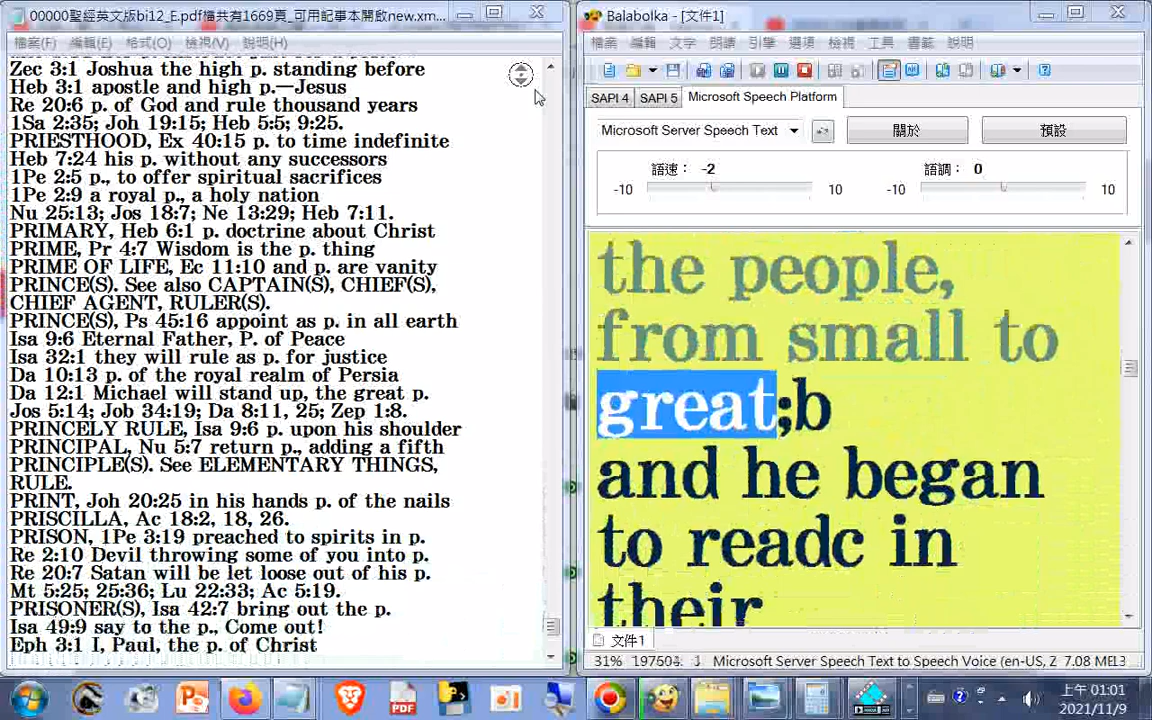 00000聖經英文版bi12_E.pdf檔共有1669頁_可用記事本開啟new.xm...
檔案(F) 編輯(E) 格式(O) 檢視(V) 說明(H)
Zec 3:1 Joshua the high p. standing before
Heb 3:1 apostle and high p.—Jesus
Re 20:6 p. of God and rule thousand years
1Sa 2:35; Joh 19:15; Heb 5:5; 9:25.
PRIESTHOOD, Ex 40:15 p. to time indefinite
Heb 7:24 his p. without any successors
1Pe 2:5 p., to offer spiritual sacrifices
1Pe 2:9 a royal p., a holy nation
Nu 25:13; Jos 18:7; Ne 13:29; Heb 7:11.
PRIMARY, Heb 6:1 p. doctrine about Christ
PRIME, Pr 4:7 Wisdom is the p. thing
PRIME OF LIFE, Ec 11:10 and p. are vanity
PRINCE(S). See also CAPTAIN(S), CHIEF(S),
CHIEF AGENT, RULER(S).
PRINCE(S), Ps 45:16 appoint as p. in all earth
Isa 9:6 Eternal Father, P. of Peace
Isa 32:1 they will rule as p. for justice
Da 10:13 p. of the royal realm of Persia
Da 12:1 Michael will stand up, the great p.
Jos 5:14; Job 34:19; Da 8:11, 25; Zep 1:8.
PRINCELY RULE, Isa 9:6 p. upon his shoulder
PRINCIPAL, Nu 5:7 return p., adding a fifth
PRINCIPLE(S). See ELEMENTARY THINGS,
RULE.
PRINT, Joh 20:25 in his hands p. of the nails
PRISCILLA, Ac 18:2, 18, 26.
PRISON, 1Pe 3:19 preached to spirits in p.
Re 2:10 Devil throwing some of you into p.
Re 20:7 Satan will be let loose out of his p.
Mt 5:25; 25:36; Lu 22:33; Ac 5:19.
PRISONER(S), Isa 42:7 bring out the p.
Isa 49:9 say to the p., Come out!
Eph 3:1 I, Paul, the p. of Christ
Balabolka - [文件1]
檔案 編輯 文字 朗讀 引擎 選項 檢視 工具 書籤 說明
SAPI 4 SAPI 5 Microsoft Speech Platform
Microsoft Server Speech Text 關於 預設
語速： -2 語調： 0
-10 10 -10 10
the people,
from small to
great;b
and he began
to readc in
their
文件1
31% 197504. 1 Microsoft Server Speech Text to Speech Voice (en-US, Z 7.08 ME
PDF
上午 01:01
2021/11/9